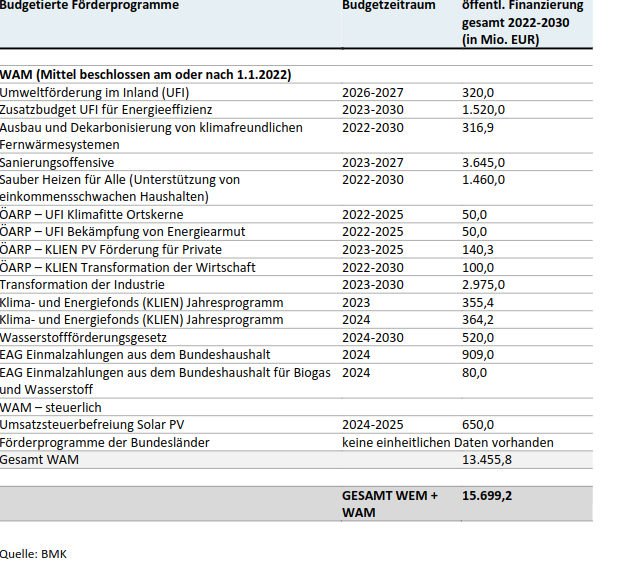 Budgetierte Förderprogramme Budgetzeitraum öffentl. Finanzierung
gesamt 2022-2030
(in Mio. EUR)
WAM (Mittel beschlossen am oder nach 1.1.2022)
Umweltförderung im Inland (UFI) 2026-2027 320,0
Zusatzbudget UFI für Energieeffizienz 2023-2030 1.520,0
Ausbau und Dekarbonisierung von klimafreundlichen 2022-2030 316,9
Fernwärmesystemen
Sanierungsoffensive 2023-2027 3.645,0
Sauber Heizen für Alle (Unterstützung von 2022-2030 1.460,0
einkommensschwachen Haushalten)
ÖARP – UFI Klimafitte Ortskerne 2022-2025 50,0
ÖARP – UFI Bekämpfung von Energiearmut 2022-2025 50,0
ÖARP – KLIEN PV Förderung für Private 2023-2025 140,3
ÖARP – KLIEN Transformation der Wirtschaft 2022-2030 100,0
Transformation der Industrie 2023-2030 2.975,0
Klima- und Energiefonds (KLIEN) Jahresprogramm 2023 355,4
Klima- und Energiefonds (KLIEN) Jahresprogramm 2024 364,2
Wasserstoffförderungsgesetz 2024-2030 520,0
EAG Einmalzahlungen aus dem Bundeshaushalt 2024 909,0
EAG Einmalzahlungen aus dem Bundeshaushalt für Biogas 2024 80,0
und Wasserstoff
WAM – steuerlich
Umsatzsteuerbefreiung Solar PV 2024-2025 650,0
Förderprogramme der Bundesländer keine einheitlichen Daten vorhanden
Gesamt WAM 13.455,8
GESAMT WEM + 15.699,2
WAM
Quelle: BMK